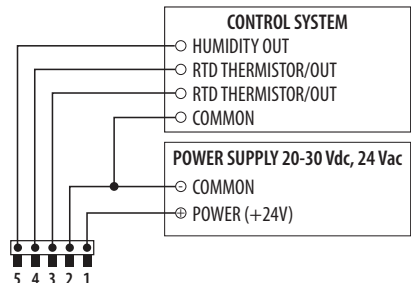 CONTROL SYSTEM
HUMIDITY OUT
RTD THERMISTOR/OUT
RTD THERMISTOR/OUT
COMMON
POWER SUPPLY 20-30 Vdc, 24 Vac
COMMON
POWER (+24V)
5 4 3 2 1